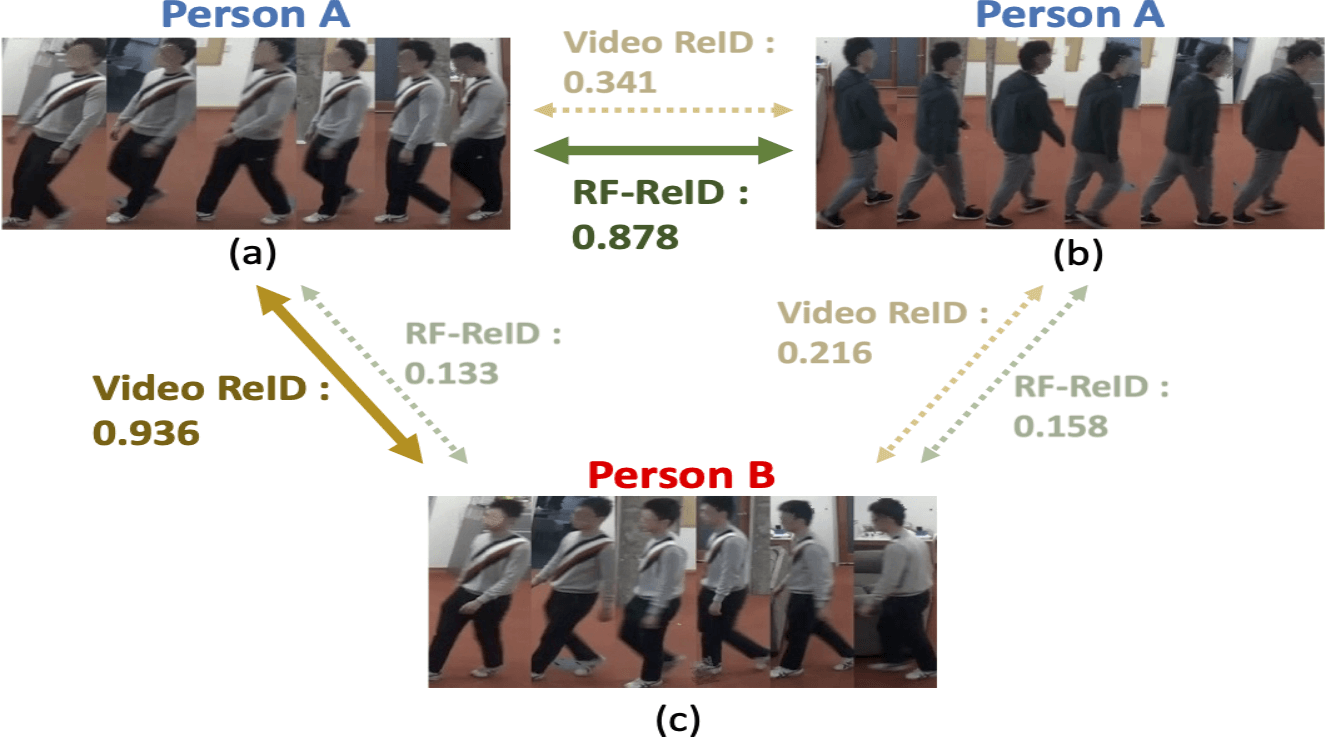 Person A
Person A
Video ReID :
0.341
RF-ReID :
0.878
(a)
(b)
RF-ReID :
0.133
Video ReID :
0.216
Video ReID :
0.936
RF-ReID :
0.158
Person B
(c)